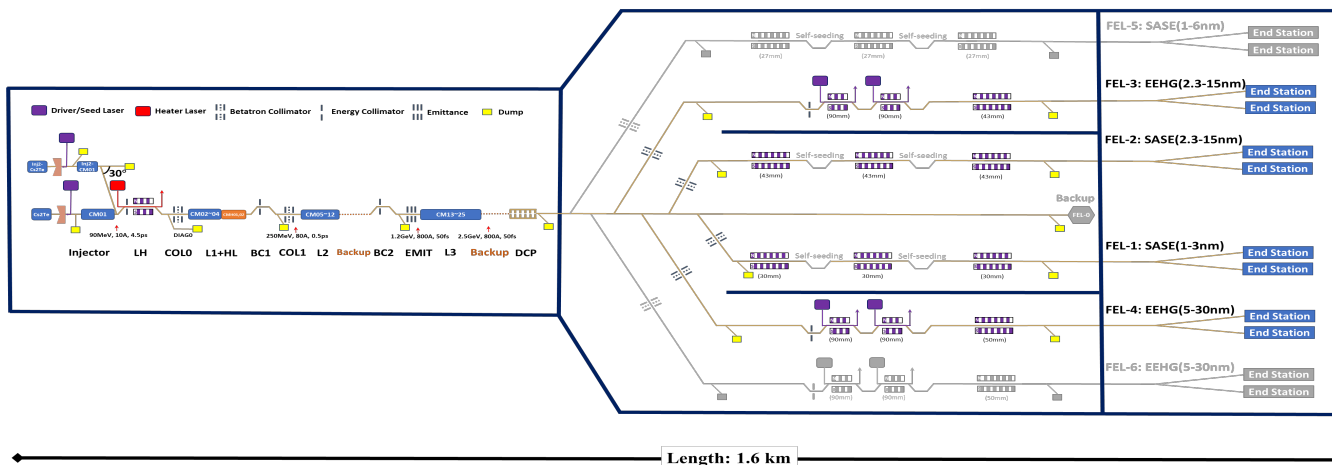 FEL-5: SASE(1-6nm)
End Station
End Station
Self-seeding
Self-seeding
(27mm)
(27mm)
(27mm)
FEL-3: EEHG(2.3-15nm)
End Station
End Station
(90mm)
(90mm)
(43mm)
FEL-2: SASE(2.3-15nm)
End Station
End Station
Self-seeding
Self-seeding
(43mm)
(43mm)
(43mm)
Backup
FEL-0
FEL-1: SASE(1-3nm)
End Station
End Station
Self-seeding
Self-seeding
(30mm)
30mm)
(30mm)
FEL-4: EEHG(5-30nm)
End Station
End Station
(90mm)
(90mm)
(50mm)
FEL-6: EEHG(5-30nm)
End Station
End Station
(90mm)
(90mm)
(50mm)
Driver/Seed Laser
Heater Laser
Betatron Collimator
Energy Collimator
Emittance
Dump
Inj2-Cs2Te
Inj2-CM01
30°
Cs2Te
CM01
CM02~04
CM05~12
CM13~25
DIAG0
90MeV, 10A, 4.5ps
250MeV, 80A, 0.5ps
1.2GeV, 800A, 50fs
2.5GeV, 800A, 50fs
Injector LH COL0 L1+HL BC1 COL1 L2 Backup BC2 EMIT L3 Backup DCP
Length: 1.6 km